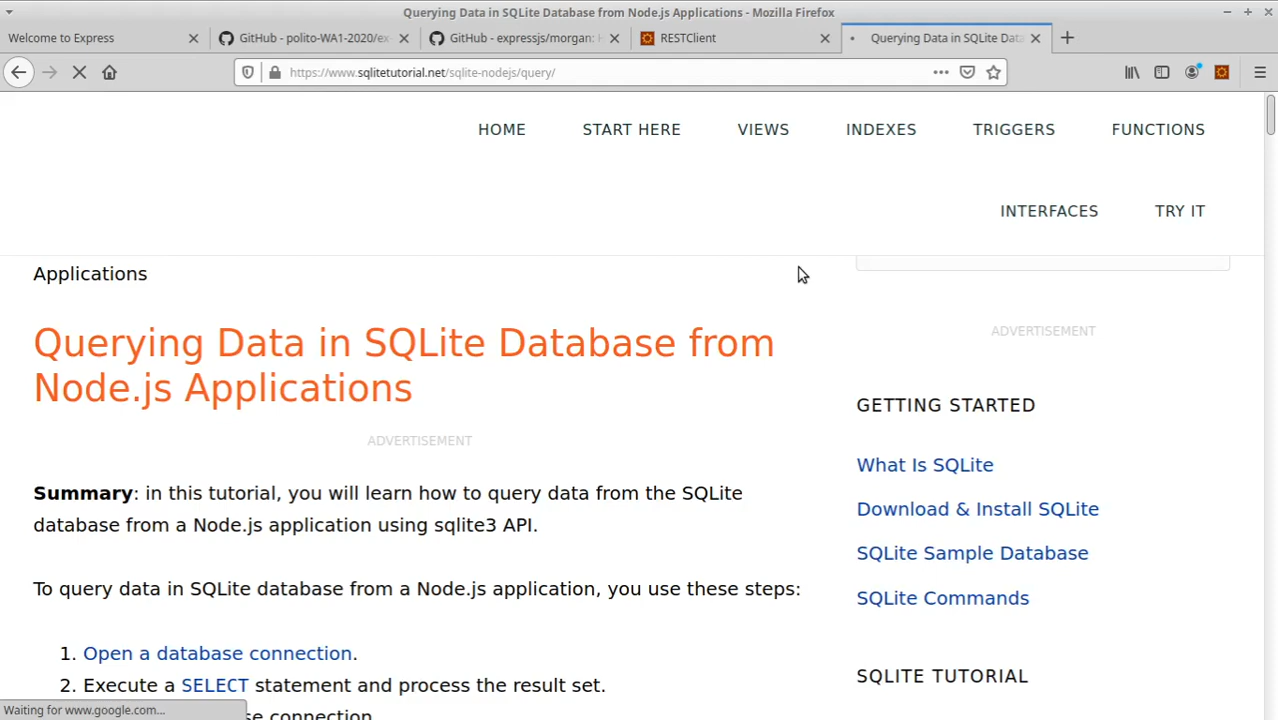 Querying Data in SQLite Database from Node.js Applications - Mozilla Firefox
Welcome to Express
GitHub - polito-WA1-2020/ex
GitHub - expressjs/morgan: H
RESTClient
Querying Data in SQLite Data
https://www.sqlitetutorial.net/sqlite-nodejs/query/
HOME START HERE VIEWS INDEXES TRIGGERS FUNCTIONS
INTERFACES TRY IT
Applications
Querying Data in SQLite Database from
Node.js Applications
ADVERTISEMENT
Summary: in this tutorial, you will learn how to query data from the SQLite
database from a Node.js application using sqlite3 API.
To query data in SQLite database from a Node.js application, you use these steps:
1. Open a database connection.
2. Execute a SELECT statement and process the result set.
se connection
ADVERTISEMENT
GETTING STARTED
What Is SQLite
Download & Install SQLite
SQLite Sample Database
SQLite Commands
SQLITE TUTORIAL
Waiting for www.google.com...